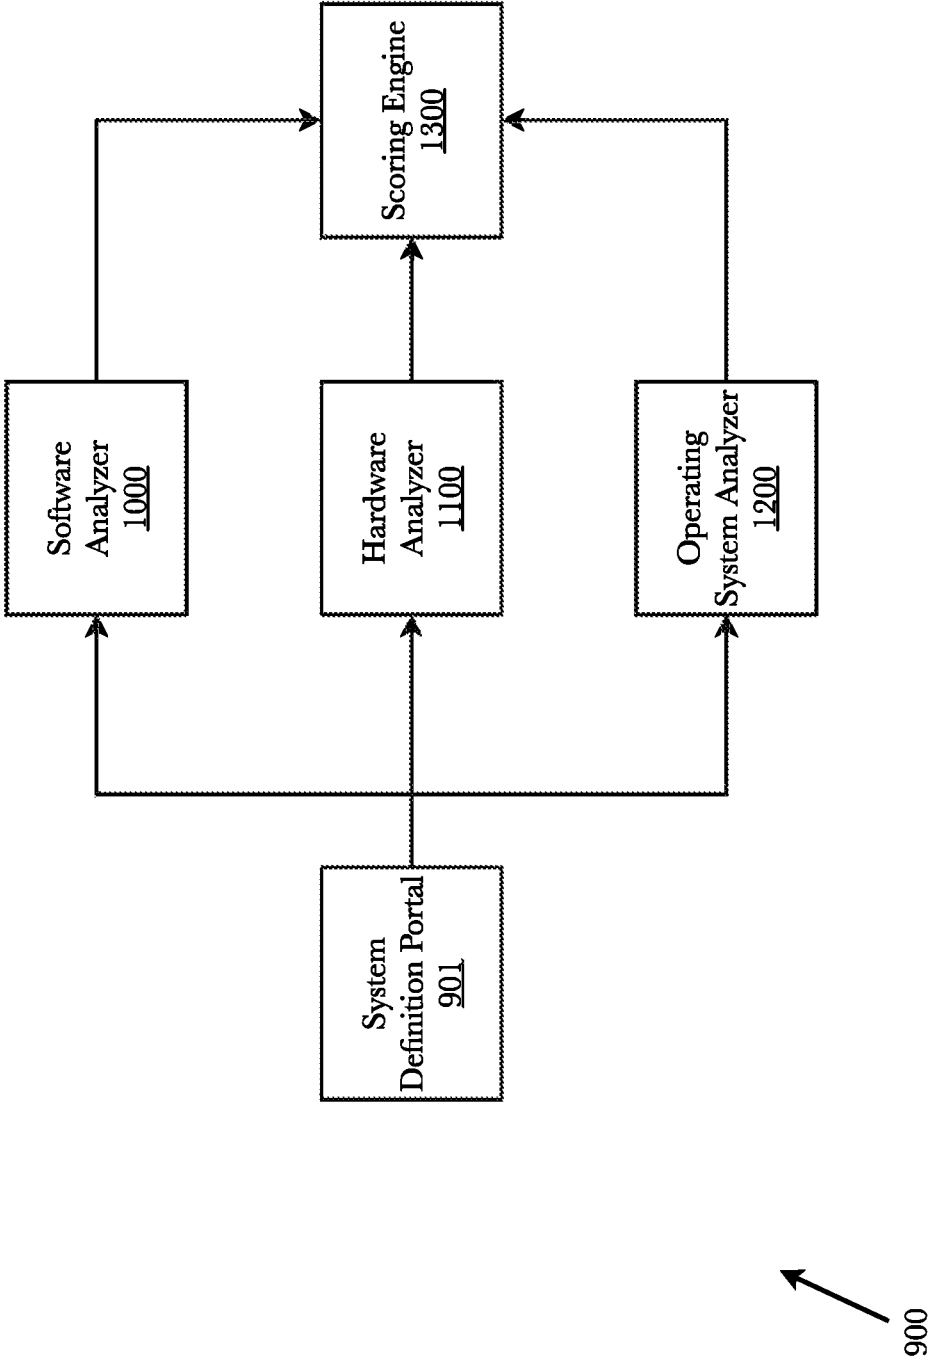 System
Definition Portal
901
Software
Analyzer
1000
Hardware
Analyzer
1100
Operating
System Analyzer
1200
Scoring Engine
1300
900